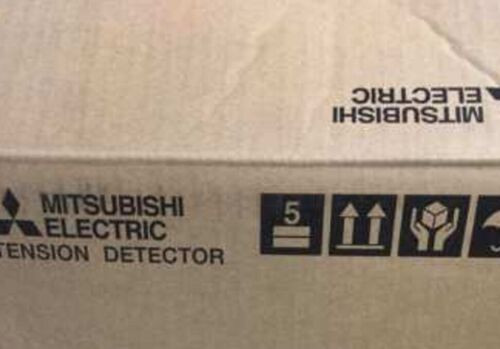 MITSUBISHI
ELECTRIC
MITSUBISHI
ELECTRIC
TENSION DETECTOR
5